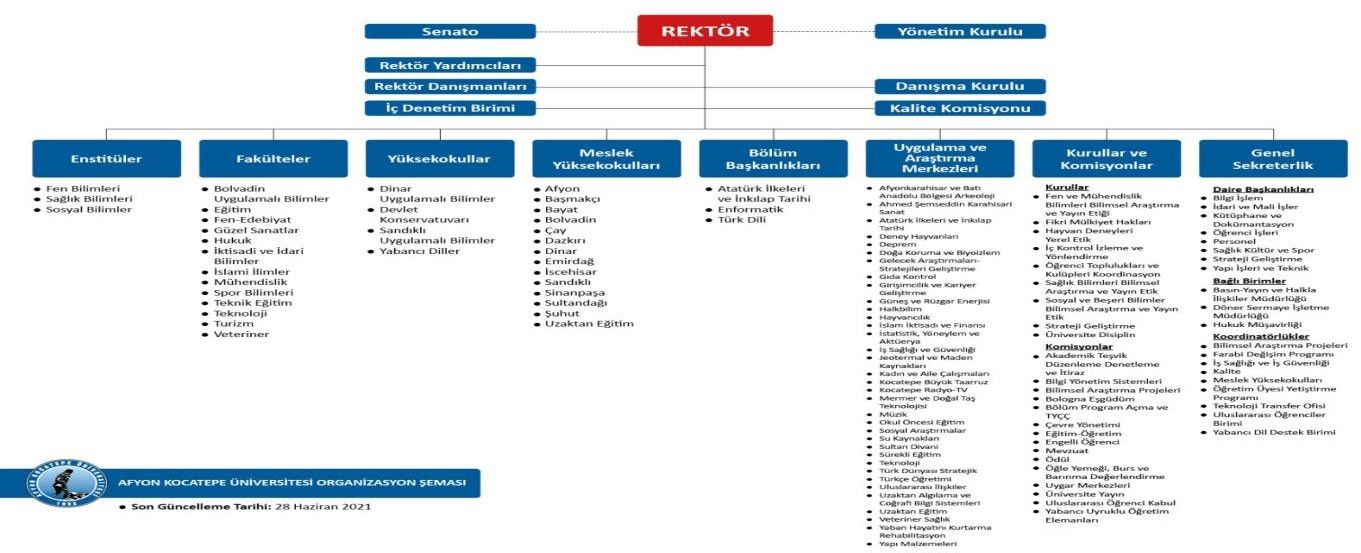 REKTÖR
Senato
Yönetim Kurulu
Rektör Yardımcıları
Rektör Danışmanları
Danışma Kurulu
İç Denetim Birimi
Kalite Komisyonu
Enstitüler
• Fen Bilimleri
• Sağlık Bilimleri
• Sosyal Bilimler
Fakülteler
• Bolvadin
Uygulamalı Bilimler
• Eğitim
• Fen-Edebiyat
• Güzel Sanatlar
• Hukuk
• İktisadi ve İdari
Bilimler
• İslami İlimler
• Mühendislik
• Spor Bilimleri
• Teknik Eğitim
• Teknoloji
• Turizm
• Veteriner
Yüksekokullar
• Dinar
Uygulamalı Bilimler
• Devlet
Konservatuvarı
• Sandıklı
Uygulamalı Bilimler
• Yabancı Diller
Meslek
Yüksekokulları
• Afyon
• Başmakçı
• Bayat
• Bolvadin
• Çay
• Dazkırı
• Dinar
• Emirdağ
• İscehisar
• Sandıklı
• Sinanpaşa
• Sultandağı
• Şuhut
• Uzaktan Eğitim
Bölüm
Başkanlıkları
• Atatürk İlkeleri
ve İnkılap Tarihi
• Enformatik
• Türk Dili
Uygulama ve
Araştırma
Merkezleri
• Afyonkarahisar ve Batı
Anadolu Bölgesi Arkeoloji
• Ahmed Şemseddin Karahisari
Sanat
• Atatürk İlkeleri ve İnkılap
Tarihi
• Deney Hayvanları
• Deprem
• Doğa Koruma ve Biyoizlem
• Gelecek Araştırmaları-
Stratejileri Geliştirme
• Gıda Kontrol
• Girişimcilik ve Kariyer
Geliştirme
• Güneş ve Rüzgar Enerjisi
• Halkbilim
• Hayvancılık
• İslam İktisadı ve Finansı
• İstatistik, Yöneylem ve
Aktüerya
• İş Sağlığı ve Güvenliği
• Jeotermal ve Maden
Kaynakları
• Kadın ve Aile Çalışmaları
• Kocatepe Büyük Taarruz
• Kocatepe Radyo-TV
• Mermer ve Doğal Taş
Teknolojisi
• Müzik
• Okul Öncesi Eğitim
• Sosyal Araştırmalar
• Su Kaynakları
• Sultan Divani
• Sürekli Eğitim
• Teknoloji
• Türk Dünyası Stratejik
• Türkçe Öğretimi
• Uluslararası İlişkiler
• Uzaktan Algılama ve
Coğrafi Bilgi Sistemleri
• Uzaktan Eğitim
• Veteriner Sağlık
• Yaban Hayatını Kurtarma
Rehabilitasyon
• Yapı Malzemeleri
Kurullar ve
Komisyonlar
Kurullar
• Fen ve Mühendislik
Bilimleri Bilimsel Araştırma
ve Yayın Etiği
• Fikri Mülkiyet Hakları
• Hayvan Deneyleri
Yerel Etik
• İç Kontrol İzleme ve
Yönlendirme
• Öğrenci Toplulukları ve
Kulüpleri Koordinasyon
• Sağlık Bilimleri Bilimsel
Araştırma ve Yayın Etik
• Sosyal ve Beşeri Bilimler
Bilimsel Araştırma ve Yayın
Etik
• Strateji Geliştirme
• Üniversite Disiplin
Komisyonlar
• Akademik Teşvik
Düzenleme Denetleme
ve İtiraz
• Bilgi Yönetim Sistemleri
• Bilimsel Araştırma Projeleri
• Bologna Eşgüdüm
• Bölüm Program Açma ve
TYÇÇ
• Çevre Yönetimi
• Eğitim-Öğretim
• Engelli Öğrenci
• Mevzuat
• Ödül
• Öğle Yemeği, Burs ve
Barınma Değerlendirme
• Uygar Merkezleri
• Üniversite Yayın
• Uluslararası Öğrenci Kabul
• Yabancı Uyruklu Öğretim
Elemanları
Genel
Sekreterlik
Daire Başkanlıkları
• Bilgi İşlem
• İdari ve Mali İşler
• Kütüphane ve
Dokümantasyon
• Öğrenci İşleri
• Personel
• Sağlık Kültür ve Spor
• Strateji Geliştirme
• Yapı İşleri ve Teknik
Bağlı Birimler
• Basın-Yayın ve Halkla
İlişkiler Müdürlüğü
• Döner Sermaye İşletme
Müdürlüğü
• Hukuk Müşavirliği
Koordinatörlükler
• Bilimsel Araştırma Projeleri
• Farabi Değişim Programı
• İş Sağlığı ve İş Güvenliği
• Kalite
• Meslek Yüksekokulları
• Öğretim Üyesi Yetiştirme
Programı
• Teknoloji Transfer Ofisi
• Uluslararası Öğrenciler
Birimi
• Yabancı Dil Destek Birimi
AFYON KOCATEPE ÜNİVERSİTESİ
1992
AFYON KOCATEPE ÜNİVERSİTESİ ORGANİZASYON ŞEMASI
• Son Güncelleme Tarihi: 28 Haziran 2021